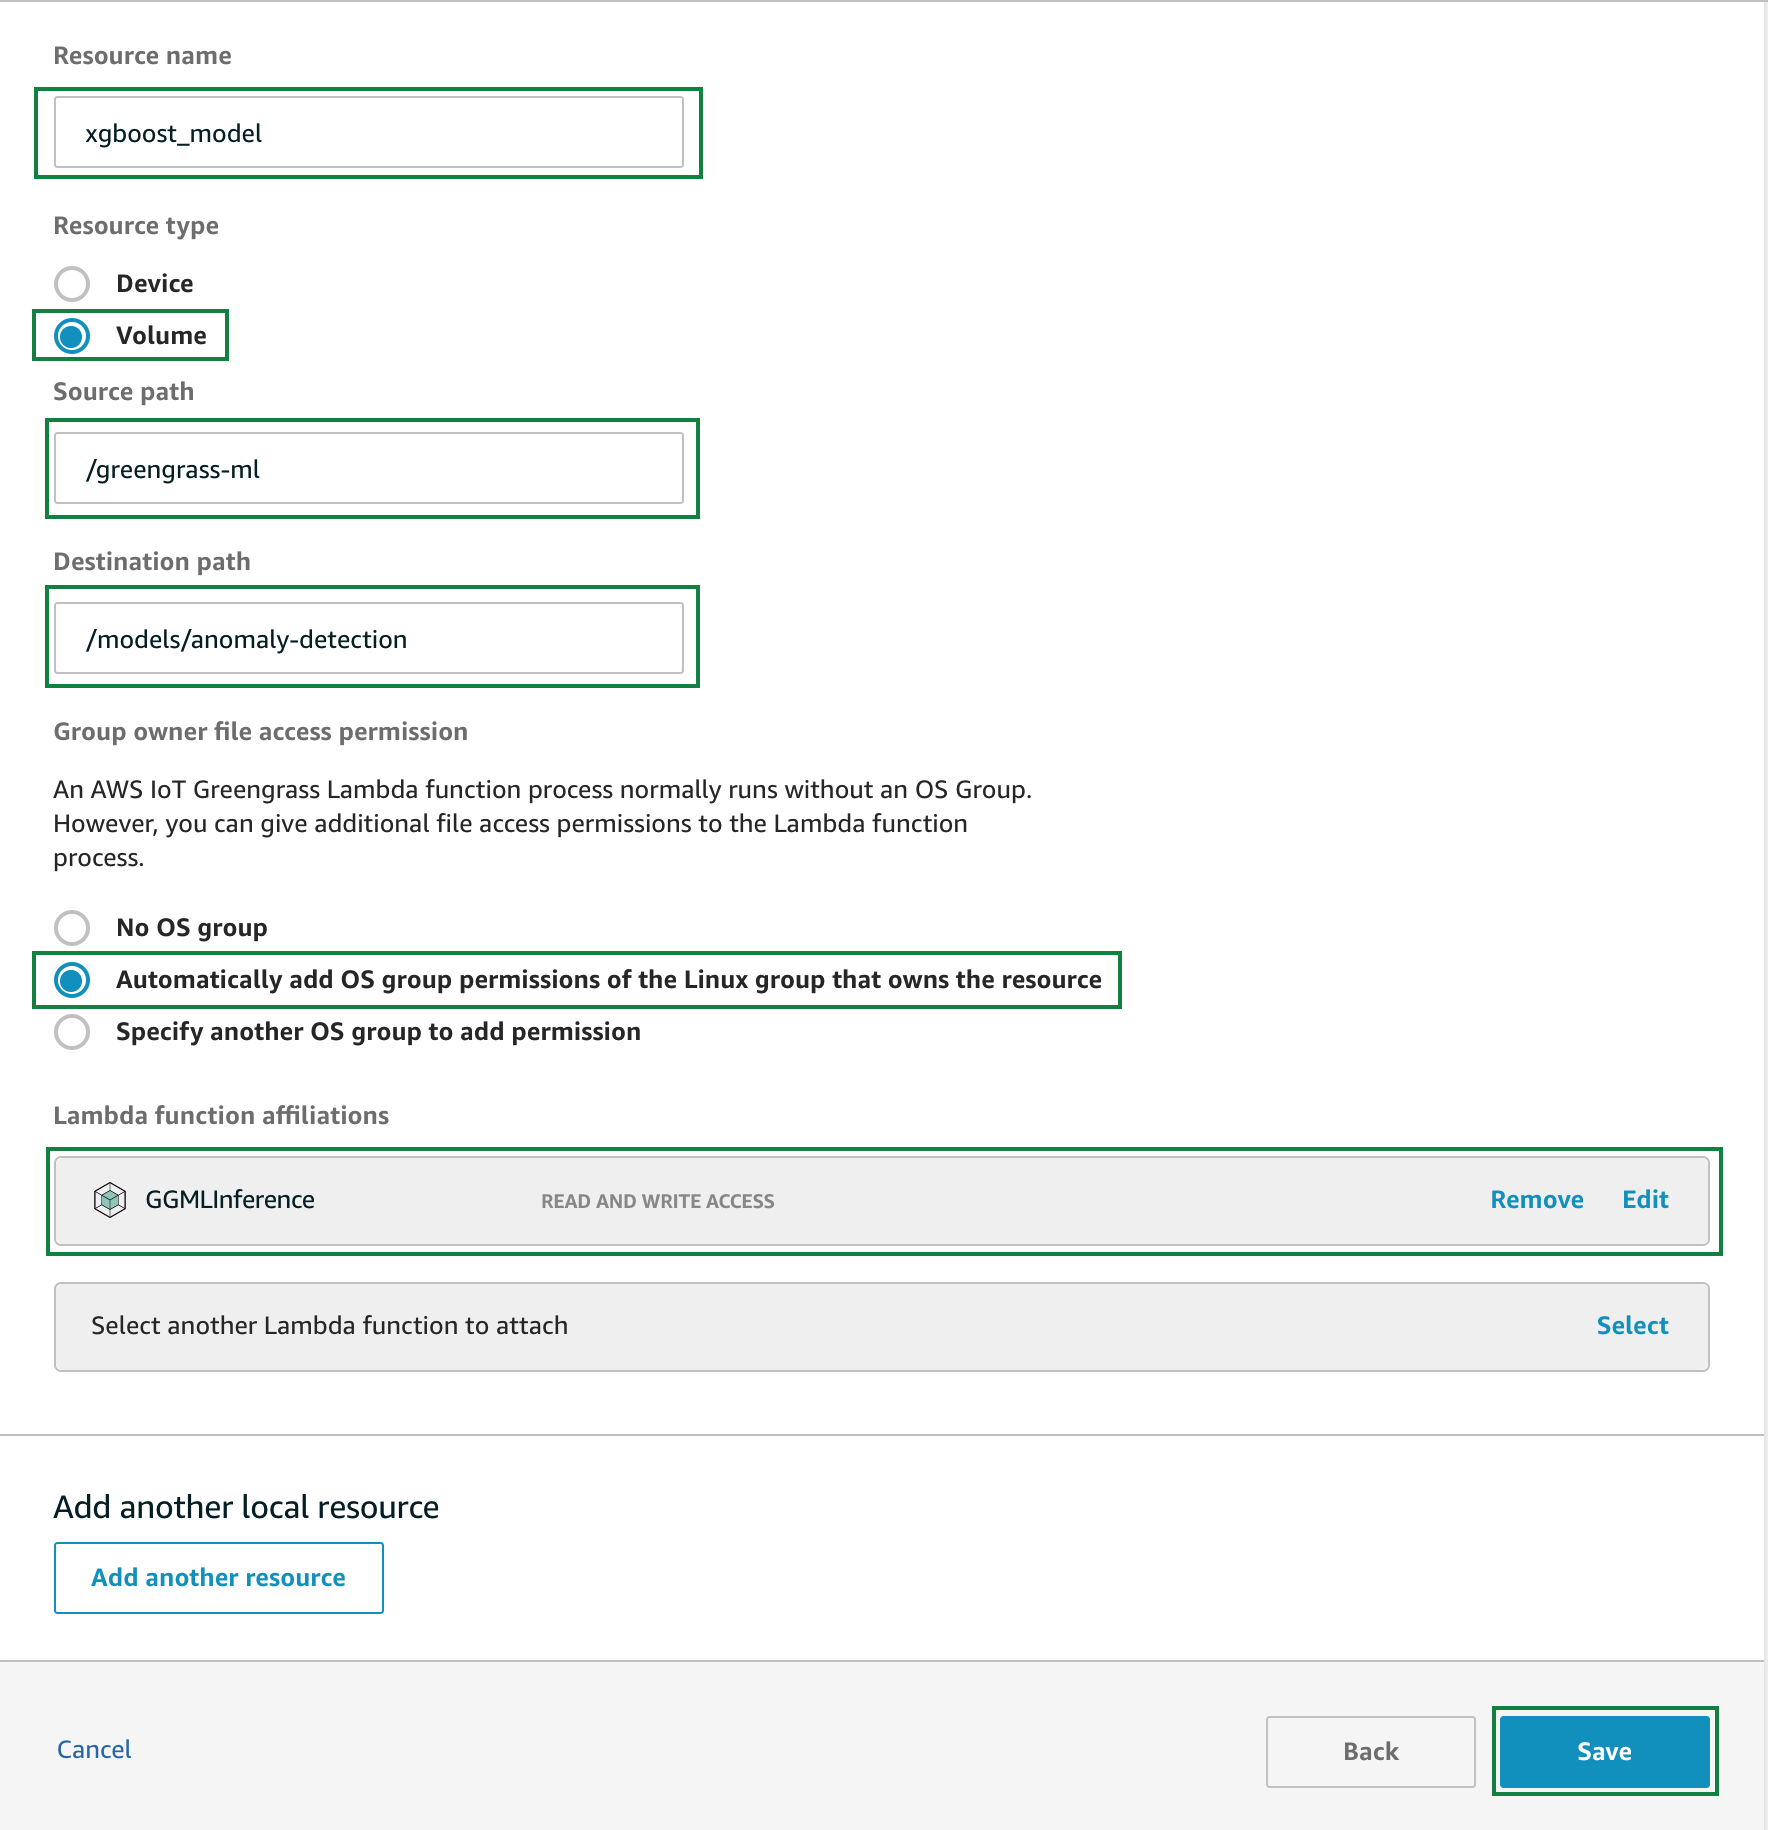 Resource name
xgboost_model
Resource type
Device
Volume
Source path
/greengrass-ml
Destination path
/models/anomaly-detection
Group owner file access permission
An AWS IoT Greengrass Lambda function process normally runs without an OS Group.
However, you can give additional file access permissions to the Lambda function
process.
No OS group
Automatically add OS group permissions of the Linux group that owns the resource
Specify another OS group to add permission
Lambda function affiliations
GGMLInference READ AND WRITE ACCESS Remove Edit
Select another Lambda function to attach Select
Add another local resource
Add another resource
Cancel Back Save